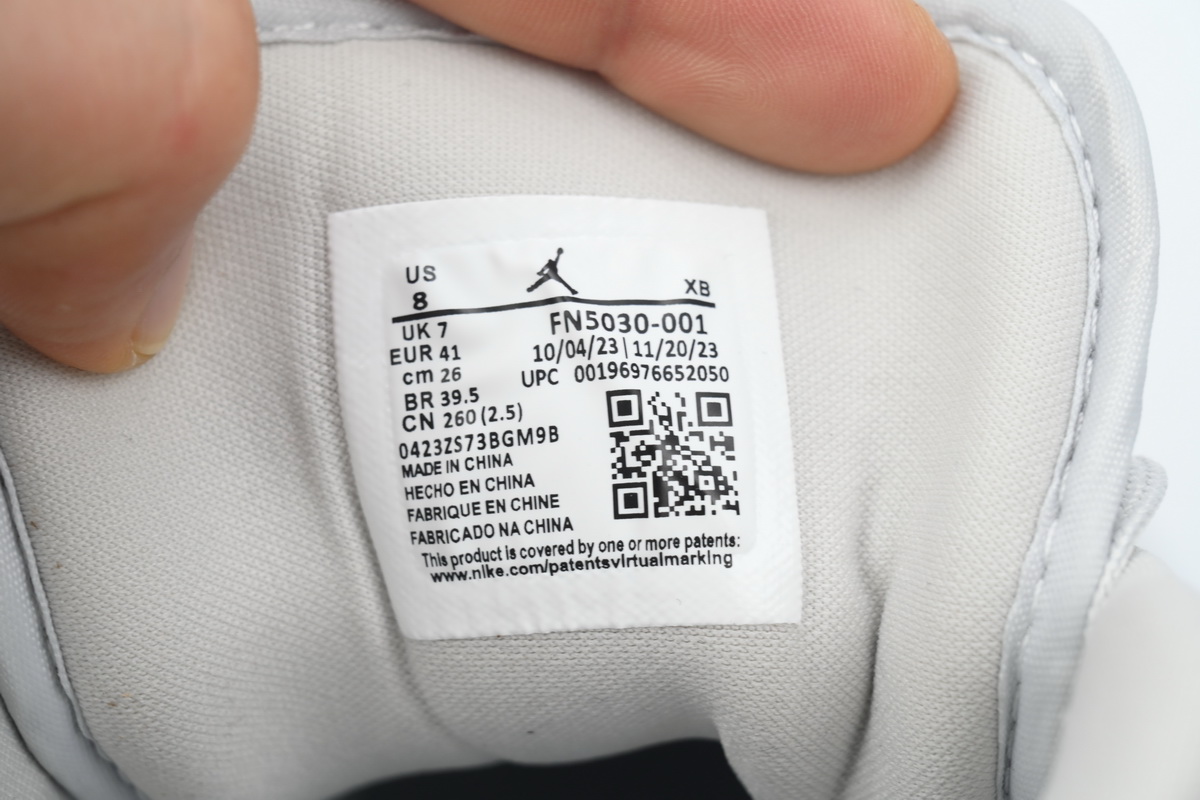 US
8
XB
UK 7
FN5030-001
EUR 41
10/04/23 | 11/20/23
cm 26
UPC 00196976652050
BR 39.5
CN 260 (2.5)
0423ZS73BGM9B
MADE IN CHINA
HECHO EN CHINA
FABRIQUE EN CHINE
FABRICADO NA CHINA
This product is covered by one or more patents:
www.nike.com/patentsvirtualmarking